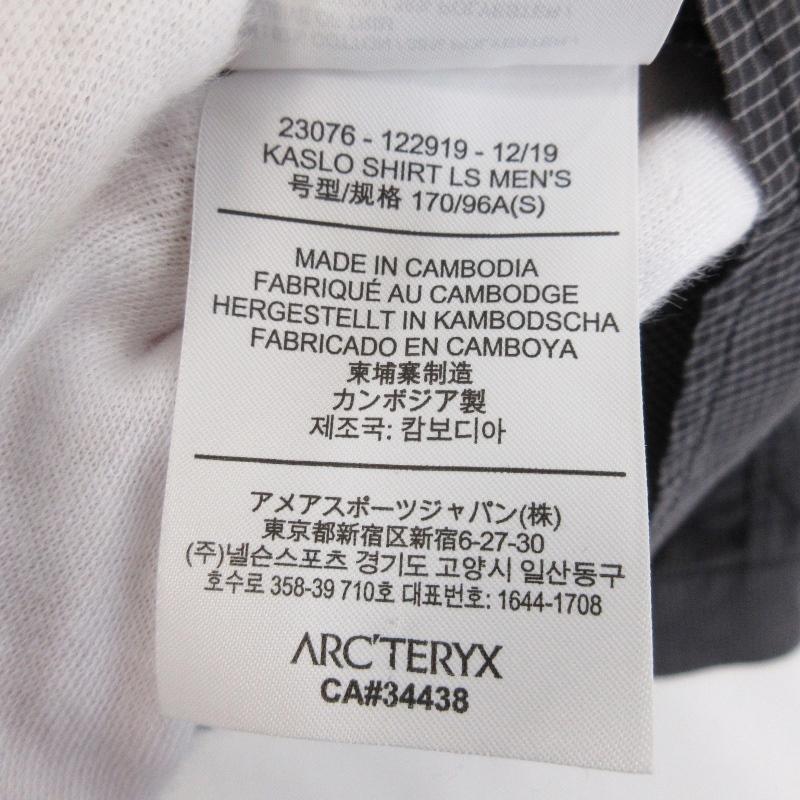 23076 - 122919 - 12/19
KASLO SHIRT LS MEN'S
号型/规格 170/96A(S)
MADE IN CAMBODIA
FABRIQUÉ AU CAMBODGE
HERGESTELLT IN KAMBODSCHA
FABRICADO EN CAMBOYA
柬埔寨制造
カンボジア製
제조국: 캄보디아
アメアスポーツジャパン(株)
東京都新宿区新宿6-27-30
(주)넬슨스포츠 경기도 고양시 일산동구
호수로 358-39 710호 대표번호: 1644-1708
ARC'TERYX
CA#34438